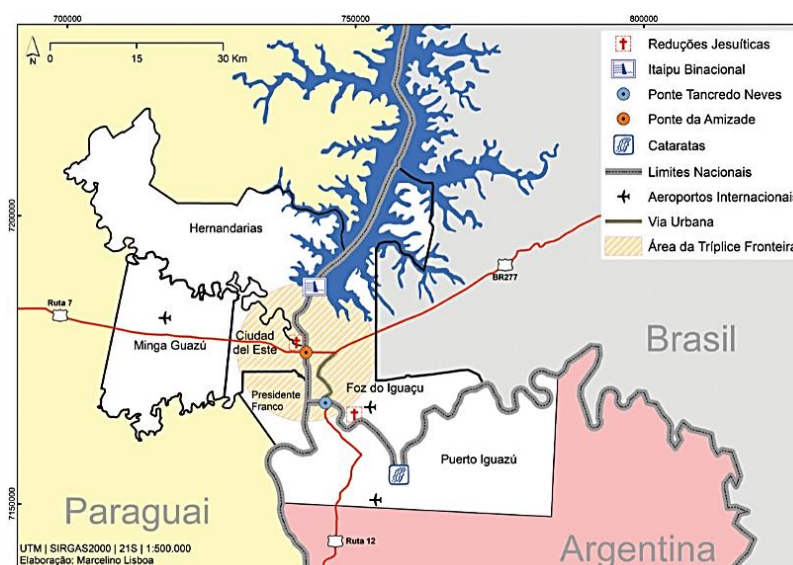 700000
750000
800000
N
0
15
30 Km
Reduções Jesuíticas
Itaipu Binacional
Ponte Tancredo Neves
Ponte da Amizade
Cataratas
Limites Nacionais
Aeroportos Internacionais
Via Urbana
Área da Tríplice Fronteira
7200000
Hernandarias
BR277
Ruta 7
Minga Guazú
Ciudad
del Este
Brasil
Foz do Iguaçu
Presidente
Franco
Puerto Iguazú
7150000
Paraguai
Ruta 12
Argentina
UTM | SIRGAS2000 | 21S | 1:500.000
Elaboração: Marcelino Lisboa